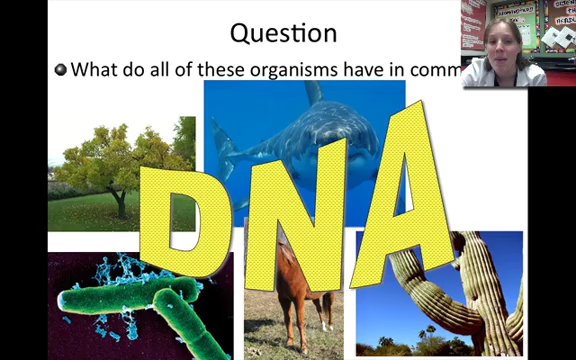 Question
What do all of these organisms have in comm
DNA